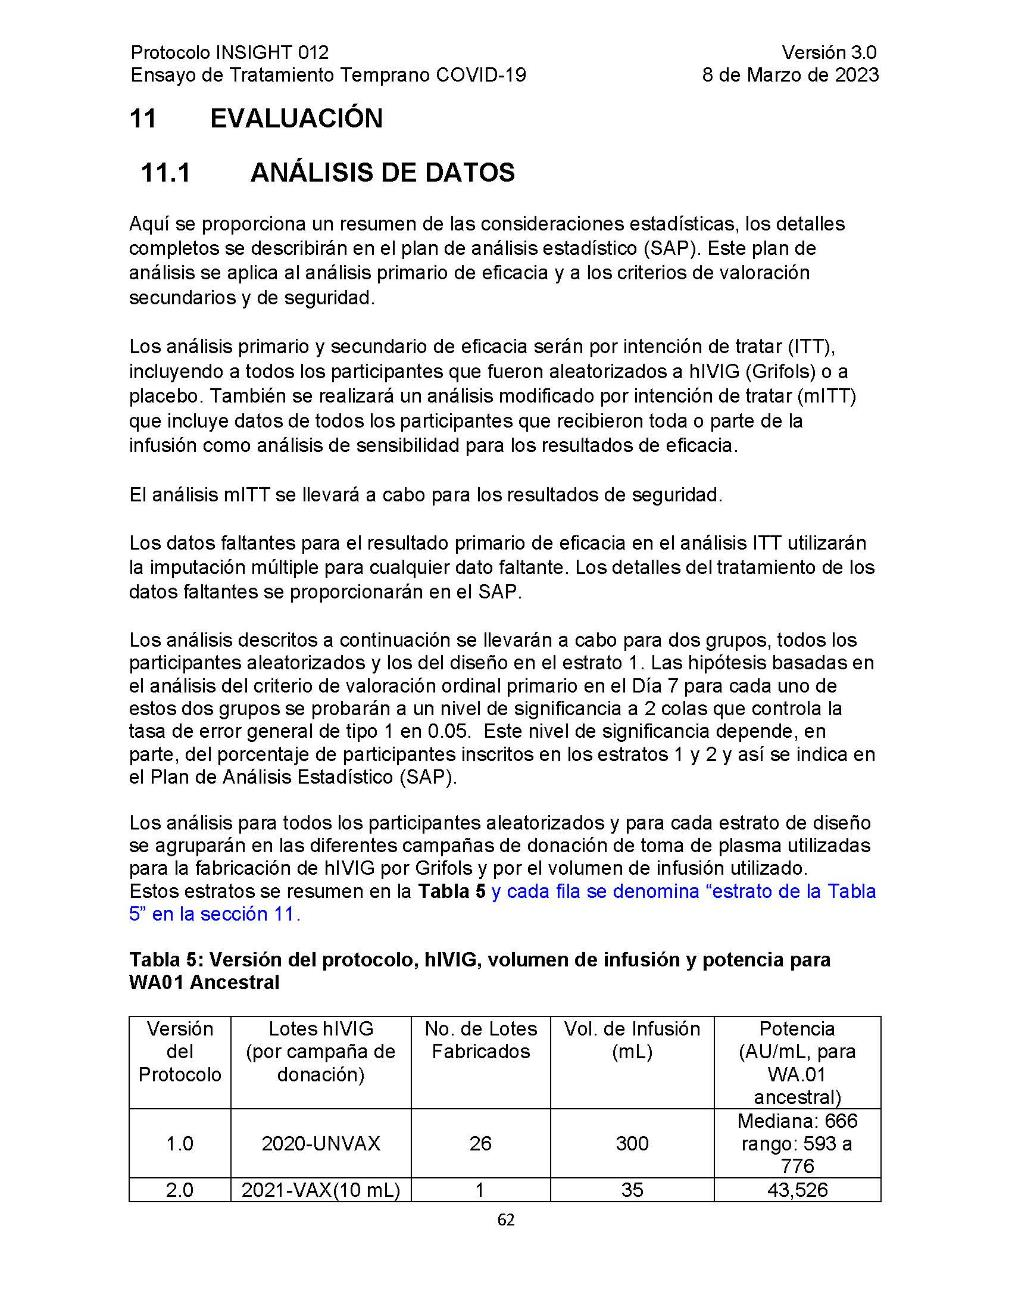 Protocolo INSIGHT 012 Versión 3.0
Ensayo de Tratamiento Temprano COVID-19 8 de Marzo de 2023
11 EVALUACIÓN
11.1 ANÁLISIS DE DATOS
Aquí se proporciona un resumen de las consideraciones estadísticas, los detalles
completos se describirán en el plan de análisis estadístico (SAP). Este plan de
análisis se aplica al análisis primario de eficacia y a los criterios de valoración
secundarios y de seguridad.
Los análisis primario y secundario de eficacia serán por intención de tratar (ITT),
incluyendo a todos los participantes que fueron aleatorizados a hIVIG (Grifols) o a
placebo. También se realizará un análisis modificado por intención de tratar (mITT)
que incluye datos de todos los participantes que recibieron toda o parte de la
infusión como análisis de sensibilidad para los resultados de eficacia.
El análisis mITT se llevará a cabo para los resultados de seguridad.
Los datos faltantes para el resultado primario de eficacia en el análisis ITT utilizarán
la imputación múltiple para cualquier dato faltante. Los detalles del tratamiento de los
datos faltantes se proporcionarán en el SAP.
Los análisis descritos a continuación se llevarán a cabo para dos grupos, todos los
participantes aleatorizados y los del diseño en el estrato 1. Las hipótesis basadas en
el análisis del criterio de valoración ordinal primario en el Día 7 para cada uno de
estos dos grupos se probarán a un nivel de significancia a 2 colas que controla la
tasa de error general de tipo 1 en 0.05. Este nivel de significancia depende, en
parte, del porcentaje de participantes inscritos en los estratos 1 y 2 y así se indica en
el Plan de Análisis Estadístico (SAP).
Los análisis para todos los participantes aleatorizados y para cada estrato de diseño
se agruparán en las diferentes campañas de donación de toma de plasma utilizadas
para la fabricación de hIVIG por Grifols y por el volumen de infusión utilizado.
Estos estratos se resumen en la Tabla 5 y cada fila se denomina “estrato de la Tabla
5” en la sección 11.
Tabla 5: Versión del protocolo, hIVIG, volumen de infusión y potencia para
WA01 Ancestral
Versión Lotes hIVIG No. de Lotes Vol. de Infusión Potencia
del (por campaña de Fabricados (mL) (AU/mL, para
Protocolo donación) WA.01
ancestral)
Mediana: 666
1.0 2020-UNVAX 26 300 rango: 593 a
776
2.0 2021-VAX(10 mL) 1 35 43,526
62